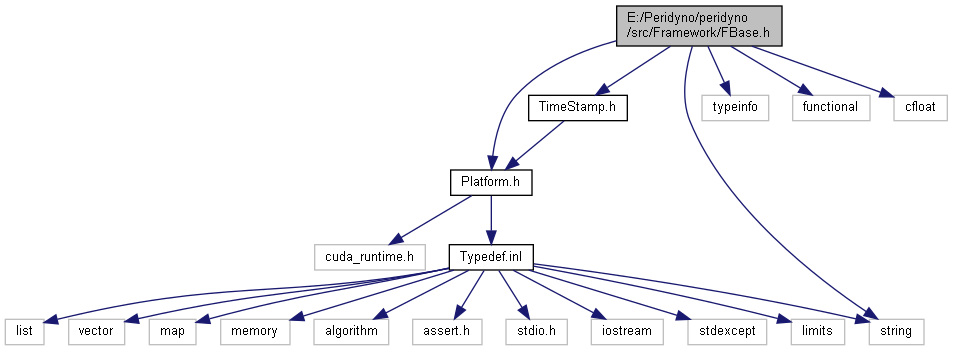 E:/Peridyno/peridyno
/src/Framework/FBase.h
TimeStamp.h
typeinfo
functional
cfloat
Platform.h
cuda_runtime.h
Typedef.inl
list
vector
map
memory
algorithm
assert.h
stdio.h
iostream
stdexcept
limits
string